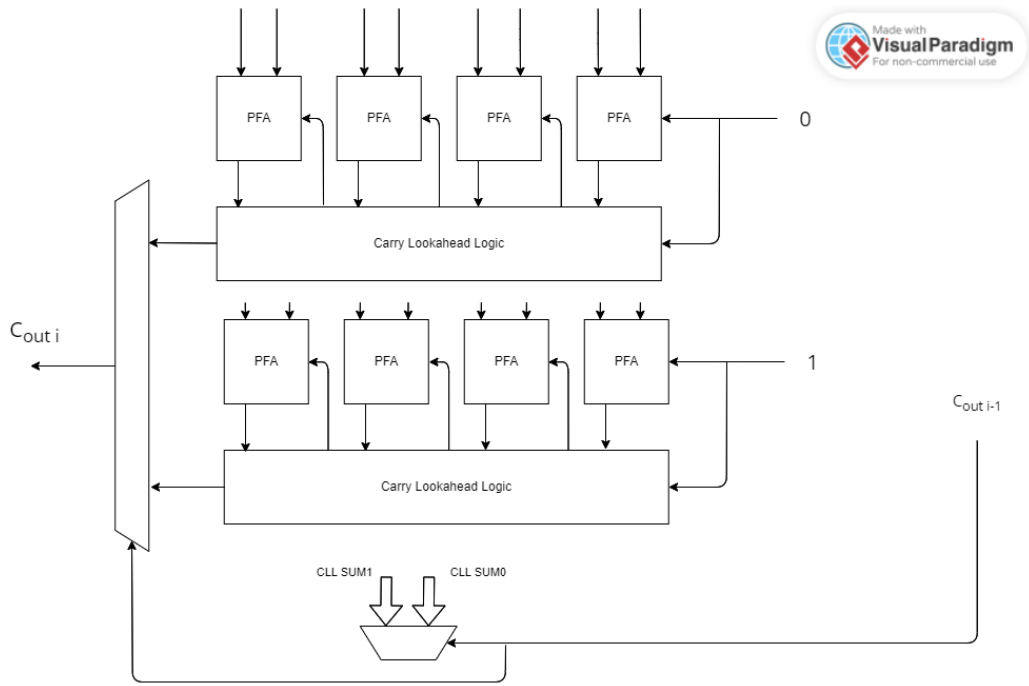 Made with
Visual Paradigm
For non-commercial use
PFA
PFA
PFA
PFA
0
Carry Lookahead Logic
C out i
PFA
PFA
PFA
PFA
1
C out i-1
Carry Lookahead Logic
CLL SUM1
CLL SUM0